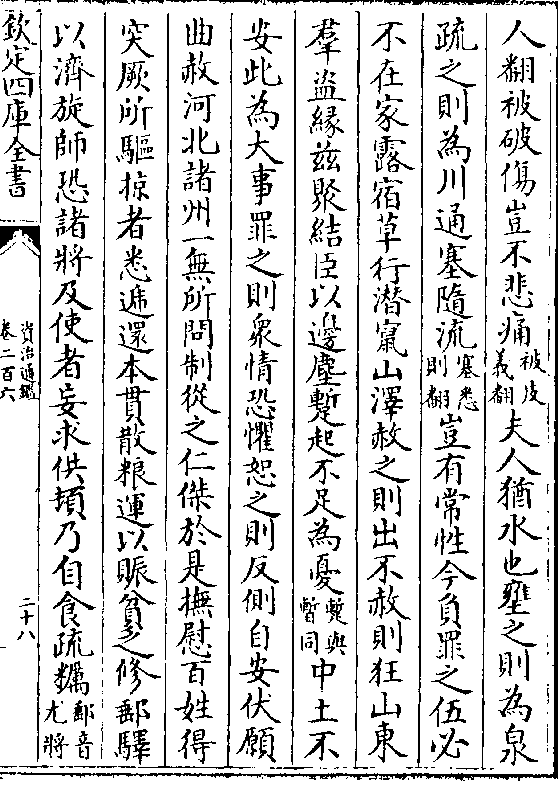 人翻被破傷豈不悲痛被皮義翻夫人猶水也壅之則為泉
疏之則為川通塞隨流塞悉則翻豈有常性今負罪之伍必
不在家露宿草行潛竄山澤赦之則出不赦則狂山東
羣盜緣兹聚結臣以邊塵蹔起不足為憂蹔與暫同中土不
安此為大事罪之則衆情恐懼恕之則反側自安伏願
曲赦河北諸州一無所問制從之仁傑於是撫慰百姓得
突厥所驅掠者悉遞還本貫散粮運以賑貧乏修郵驛
以濟旋師恐諸將及使者妄求供頓乃自食疏糲郵音尤將
欽定四庫全書
資治通鑑
卷二百六
二十八